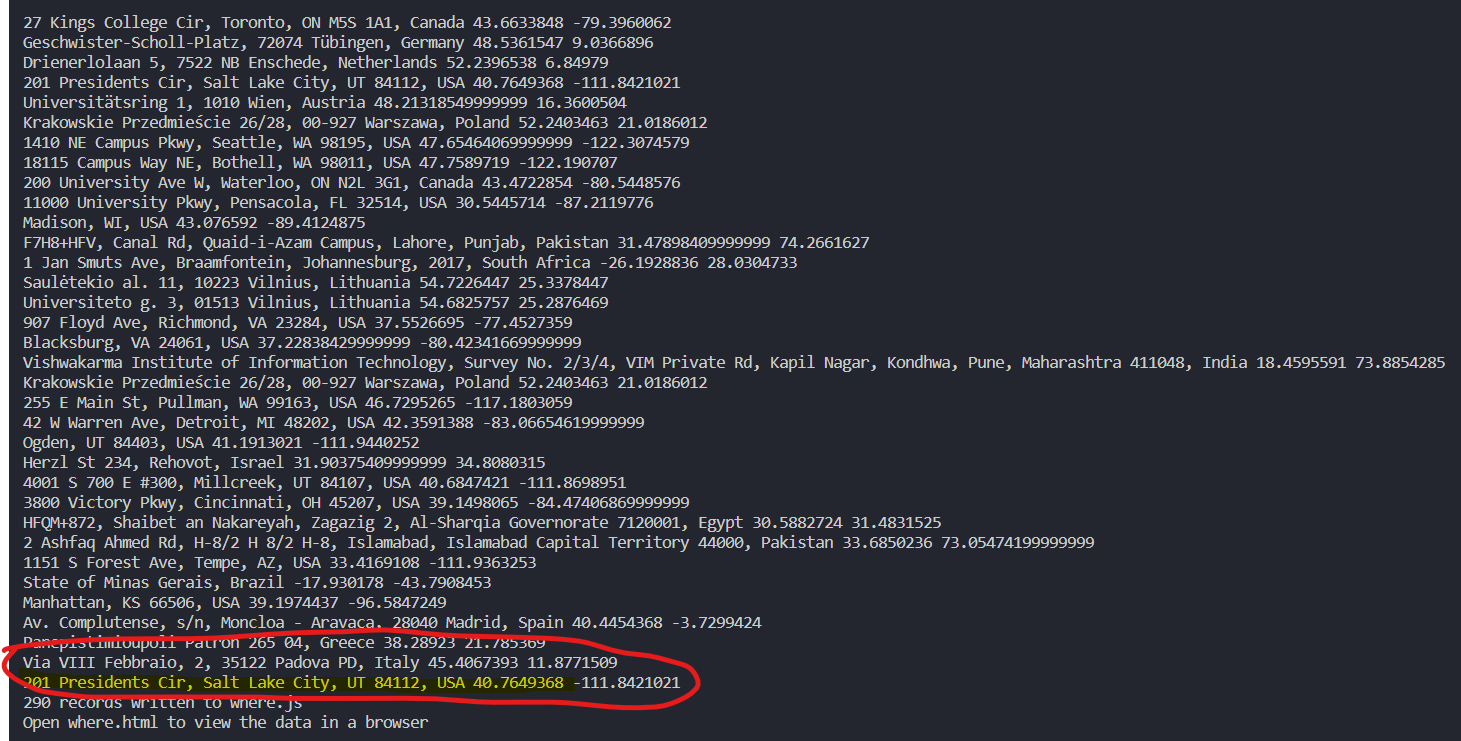 27 Kings College Cir, Toronto, ON M5S 1A1, Canada 43.6633848 -79.3960062
Geschwister-Scholl-Platz, 72074 Tübingen, Germany 48.5361547 9.0366896
Drienerlolaan 5, 7522 NB Enschede, Netherlands 52.2396538 6.84979
201 Presidents Cir, Salt Lake City, UT 84112, USA 40.7649368 -111.8421021
Universitätsring 1, 1010 Wien, Austria 48.21318549999999 16.3600504
Krakowskie Przedmieście 26/28, 00-927 Warszawa, Poland 52.2403463 21.0186012
1410 NE Campus Pkwy, Seattle, WA 98195, USA 47.65464069999999 -122.3074579
18115 Campus Way NE, Bothell, WA 98011, USA 47.7589719 -122.190707
200 University Ave W, Waterloo, ON N2L 3G1, Canada 43.4722854 -80.5448576
11000 University Pkwy, Pensacola, FL 32514, USA 30.5445714 -87.2119776
Madison, WI, USA 43.076592 -89.4124875
F7H8+HFV, Canal Rd, Quaid-i-Azam Campus, Lahore, Punjab, Pakistan 31.47898409999999 74.2661627
1 Jan Smuts Ave, Braamfontein, Johannesburg, 2017, South Africa -26.1928836 28.0304733
Saulėtekio al. 11, 10223 Vilnius, Lithuania 54.7226447 25.3378447
Universiteto g. 3, 01513 Vilnius, Lithuania 54.6825757 25.2876469
907 Floyd Ave, Richmond, VA 23284, USA 37.5526695 -77.4527359
Blacksburg, VA 24061, USA 37.22838429999999 -80.42341669999999
Vishwakarma Institute of Information Technology, Survey No. 2/3/4, VIM Private Rd, Kapil Nagar, Kondhwa, Pune, Maharashtra 411048, India 18.4595591 73.8854285
Krakowskie Przedmieście 26/28, 00-927 Warszawa, Poland 52.2403463 21.0186012
255 E Main St, Pullman, WA 99163, USA 46.7295265 -117.1803059
42 W Warren Ave, Detroit, MI 48202, USA 42.3591388 -83.06654619999999
Ogden, UT 84403, USA 41.1913021 -111.9440252
Herzl St 234, Rehovot, Israel 31.90375409999999 34.8080315
4001 S 700 E #300, Millcreek, UT 84107, USA 40.6847421 -111.8698951
3800 Victory Pkwy, Cincinnati, OH 45207, USA 39.1498065 -84.47406869999999
HFQM+872, Shaibet an Nakareyah, Zagazig 2, Al-Sharqia Governorate 7120001, Egypt 30.5882724 31.4831525
2 Ashfaq Ahmed Rd, H-8/2 H 8/2 H-8, Islamabad, Islamabad Capital Territory 44000, Pakistan 33.6850236 73.05474199999999
1151 S Forest Ave, Tempe, AZ, USA 33.4169108 -111.9363253
State of Minas Gerais, Brazil -17.930178 -43.7908453
Manhattan, KS 66506, USA 39.1974437 -96.5847249
Av. Complutense, s/n, Moncloa - Aravaca, 28040 Madrid, Spain 40.4454368 -3.7299424
Panepistimioupoli Patron 265 04, Greece 38.28923 21.785369
Via VIII Febbraio, 2, 35122 Padova PD, Italy 45.4067393 11.8771509
201 Presidents Cir, Salt Lake City, UT 84112, USA 40.7649368 -111.8421021
290 records written to where.js
Open where.html to view the data in a browser